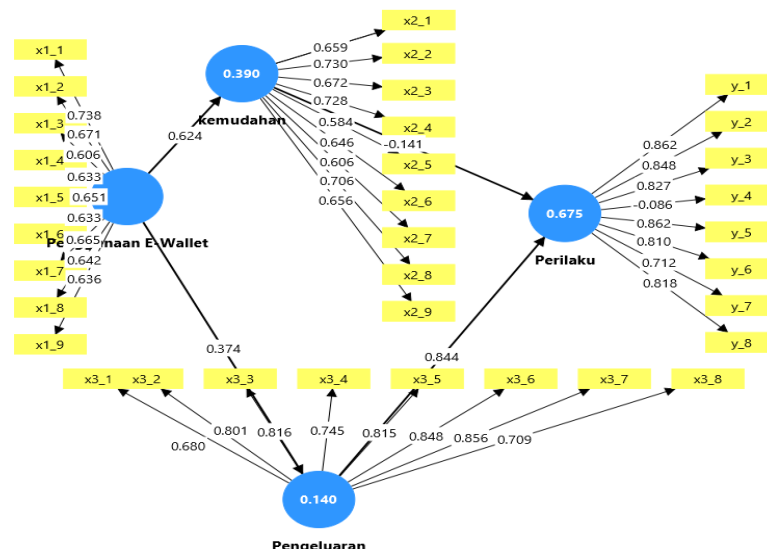 x1_1
x1_2
x1_3
x1_4
x1_5
x1_6
x1_7
x1_8
x1_9
0.738
0.671
0.606
0.633
0.651
0.633
0.665
0.642
0.636
E-Wallet
0.624
0.374
0.390
kemudahan
x2_1
x2_2
x2_3
x2_4
x2_5
x2_6
x2_7
x2_8
x2_9
0.659
0.730
0.672
0.728
0.584
0.646
0.606
0.706
0.656
-0.141
0.675
Perilaku
y_1
y_2
y_3
y_4
y_5
y_6
y_7
y_8
0.862
0.848
0.827
-0.086
0.862
0.810
0.712
0.818
0.844
x3_1 x3_2 x3_3 x3_4 x3_5 x3_6 x3_7 x3_8
0.680
0.801
0.816
0.745
0.815
0.848
0.856
0.709
0.140
Pengeluaran